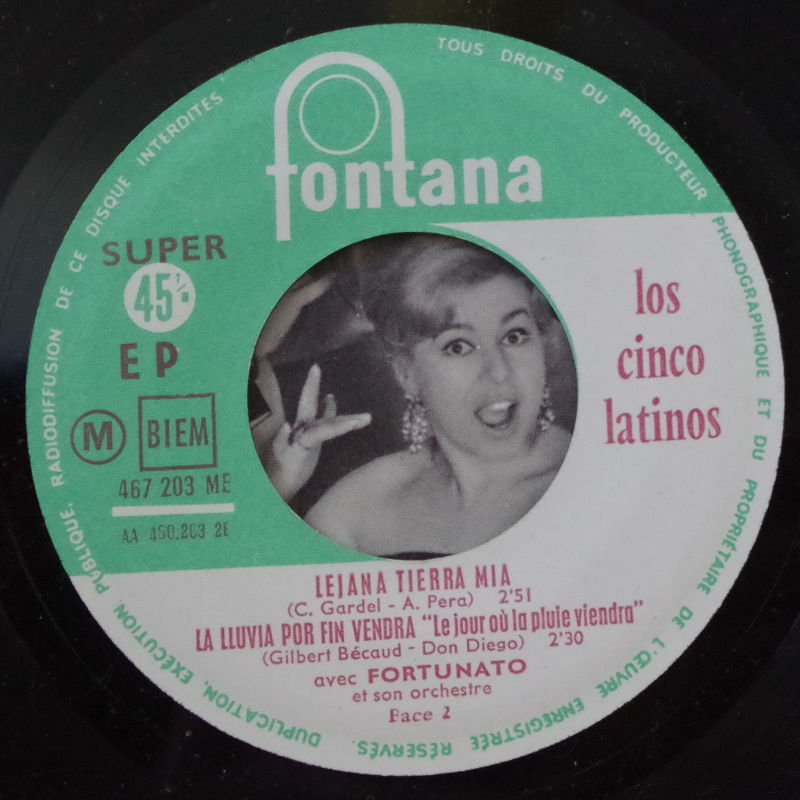 TOUS DROITS DU PRODUCTEUR PHONOGRAPHIQUE ET DU PROPRIÉTAIRE DE L'ŒUVRE ENREGISTRÉE RÉSERVÉS. DUPLICATION, EXÉCUTION PUBLIQUE, RADIODIFFUSION DE CE DISQUE INTERDITES
fontana
SUPER
45 T/.
EP
M BIEM
467 203 ME
AA 460.203 2E
los
cinco
latinos
LEJANA TIERRA MIA
(C. Gardel - A. Pera) 2'51
LA LLUVIA POR FIN VENDRA "Le jour où la pluie viendra"
(Gilbert Bécaud - Don Diego) 2'30
avec FORTUNATO
et son orchestre
Face 2